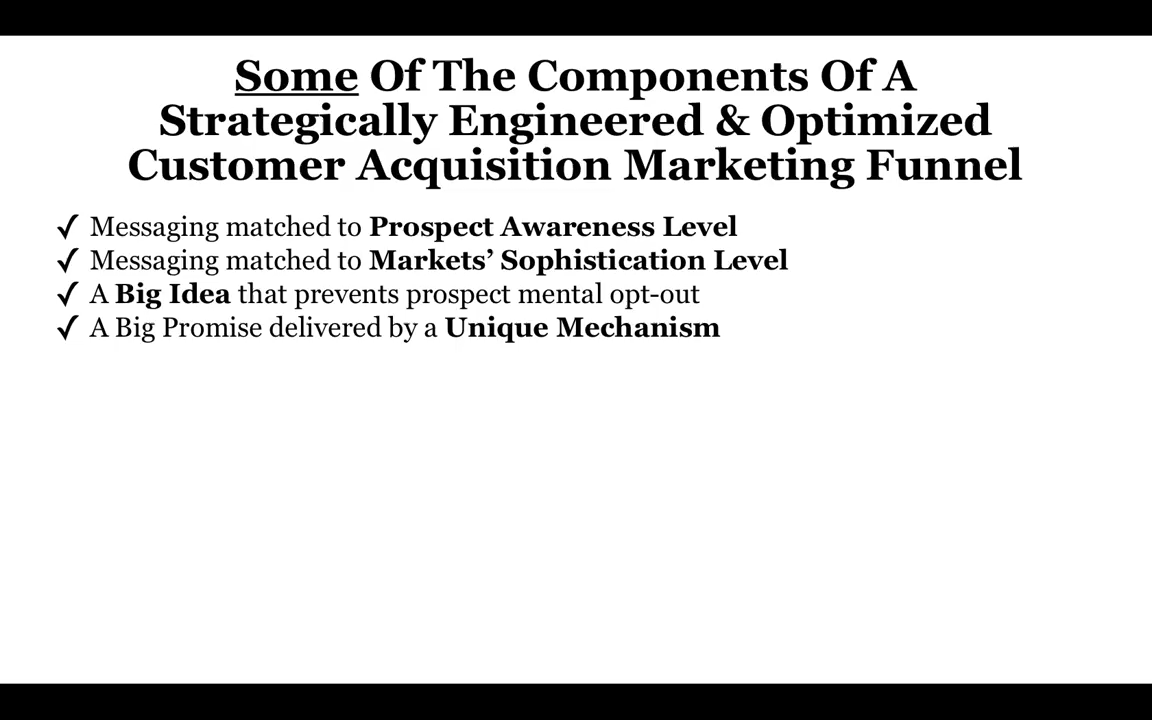 Some Of The Components Of A
Strategically Engineered & Optimized
Customer Acquisition Marketing Funnel
✓ Messaging matched to Prospect Awareness Level
✓ Messaging matched to Markets’ Sophistication Level
✓ A Big Idea that prevents prospect mental opt-out
✓ A Big Promise delivered by a Unique Mechanism